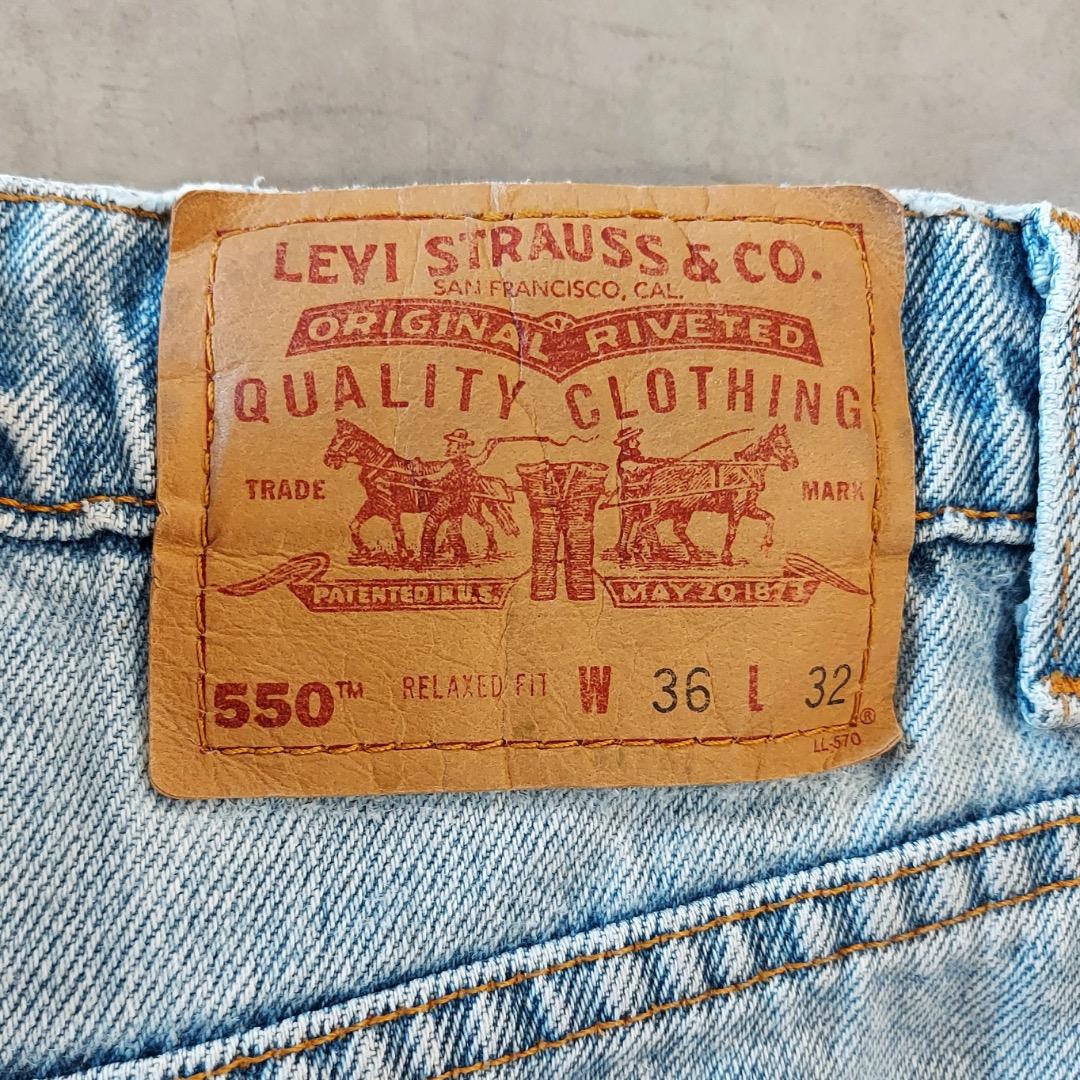 LEVI STRAUSS & CO.
SAN FRANCISCO, CAL.
ORIGINAL RIVETED
QUALITY CLOTHING
TRADE MARK
PATENTED IN U.S. MAY 20 1873
550™ RELAXED FIT W 36 L 32
®
LL-570